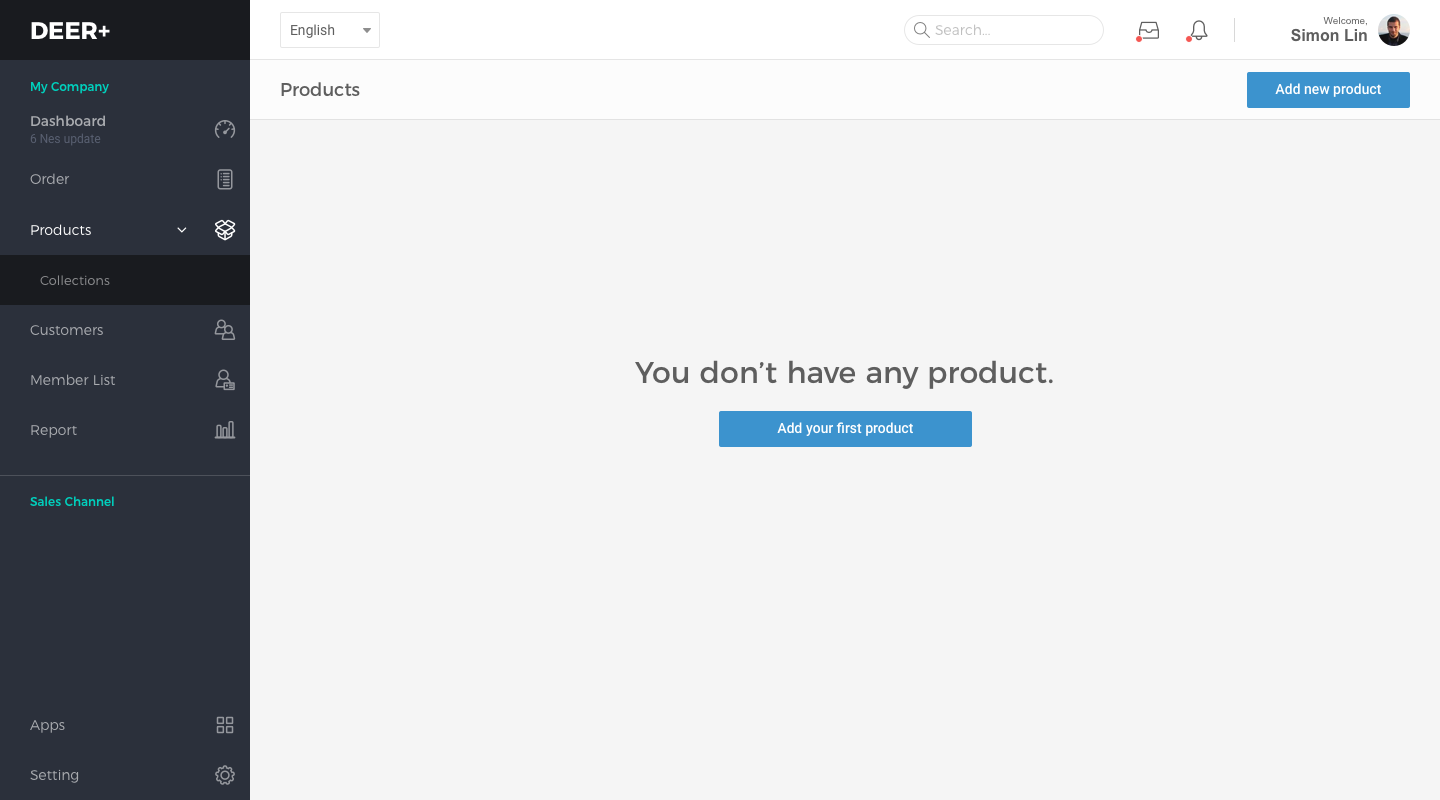 DEER+
English
Search...
Welcome,
Simon Lin
My Company
Dashboard
6 Nes update
Order
Products
Collections
Customers
Member List
Report
Sales Channel
Apps
Setting
Products
Add new product
You don’t have any product.
Add your first product